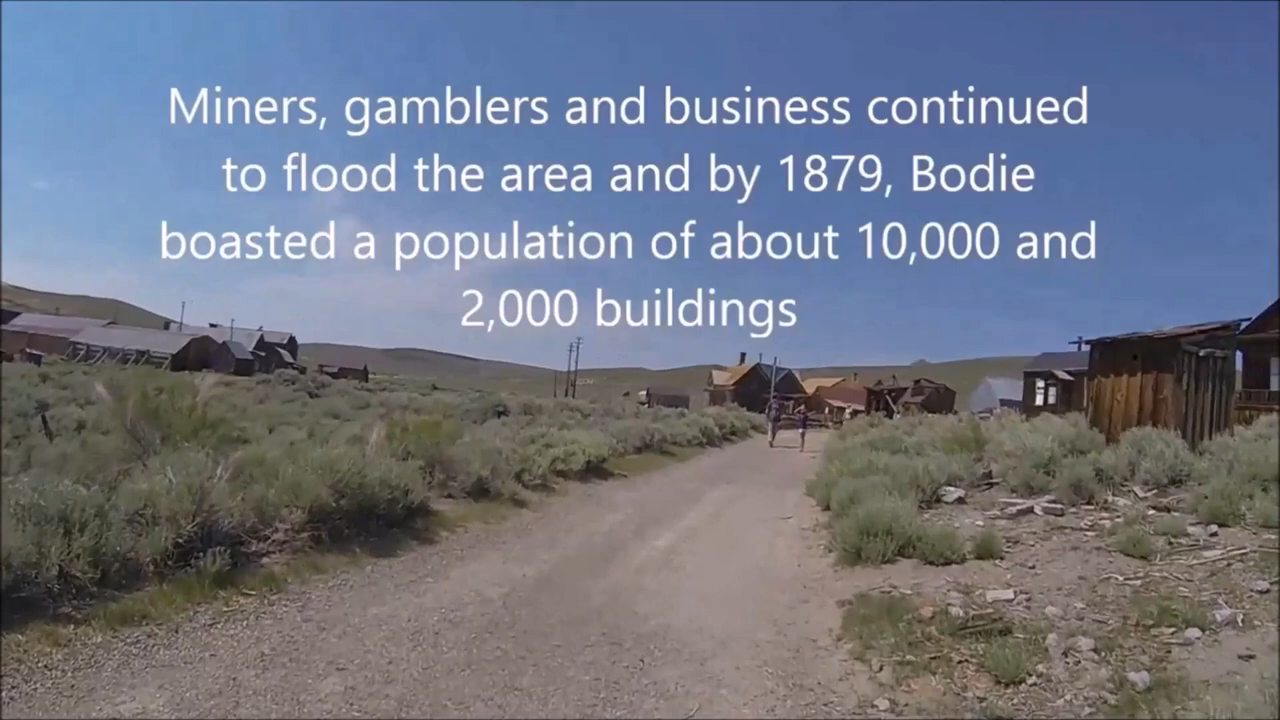 Miners, gamblers and business continued
to flood the area and by 1879, Bodie
boasted a population of about 10,000 and
2,000 buildings